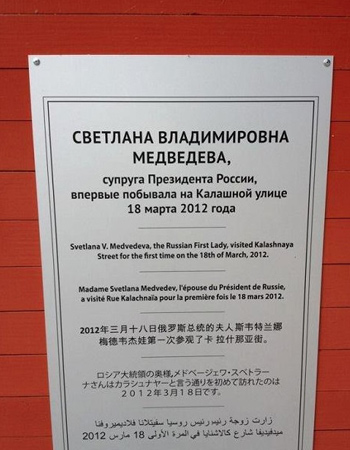 СВЕТЛАНА ВЛАДИМИРОВНА
МЕДВЕДЕВА,
супруга Президента России,
впервые побывала на Калашной улице
18 марта 2012 года
Svetlana V. Medvedeva, the Russian First Lady, visited Kalashnaya
Street for the first time on the 18th of March, 2012.
Madame Svetlana Medvedev, l'épouse du Président de Russie,
a visité Rue Kalachnaïa pour la première fois le 18 mars 2012.
2012年三月十八日俄罗斯总统的夫人斯韦特兰娜
梅德韦杰娃第一次参观了卡 拉什那亚街。
ロシア大統領の奥様,メドベージェワ・スベトラー
ナさんはカラシュナヤーと言う通りを初めて訪れたのは
２０１２年３月１８日です。
زارت زوجة رئيس رئيس روسيا سفيتلانا فلاديميروفنا
ميدفيديفا شارع كالاشنايا في المرة الأولى 18 مارس 2012